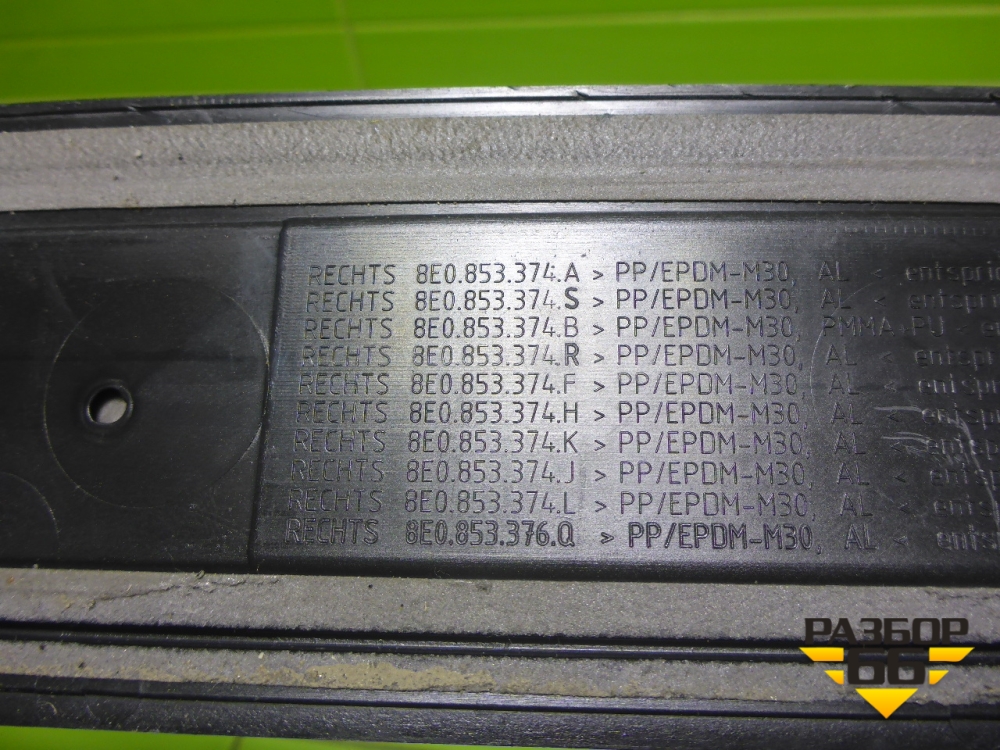 RECHTS 8E0.853.374.A > PP/EPDM-M30, AL <
RECHTS 8E0.853.374.S > PP/EPDM-M30, AL <
RECHTS 8E0.853.374.B > PP/EPDM-M30, PMMA+PU <
RECHTS 8E0.853.374.R > PP/EPDM-M30, AL <
RECHTS 8E0.853.374.F > PP/EPDM-M30, AL <
RECHTS 8E0.853.374.H > PP/EPDM-M30, AL <
RECHTS 8E0.853.374.K > PP/EPDM-M30, AL <
RECHTS 8E0.853.374.J > PP/EPDM-M30, AL <
RECHTS 8E0.853.374.L > PP/EPDM-M30, AL <
RECHTS 8E0.853.376.Q > PP/EPDM-M30, AL <
РАЗБОР
66